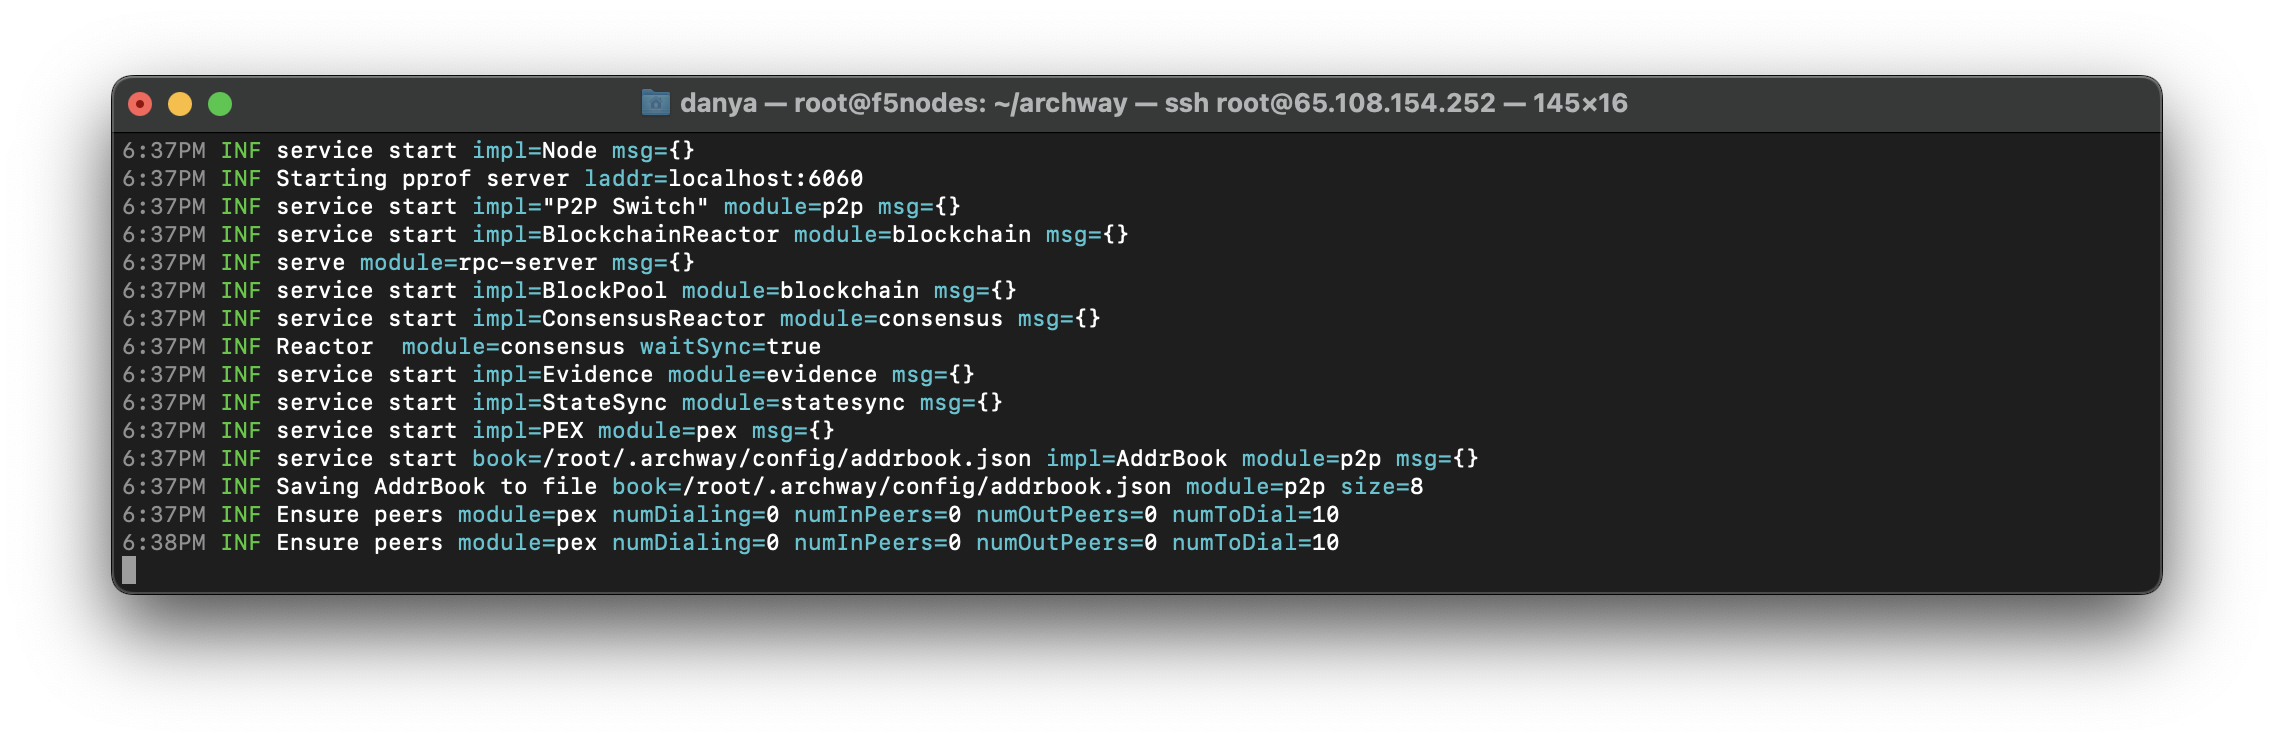 danya — root@f5nodes: ~/archway — ssh root@65.108.154.252 — 145×16
6:37PM INF service start impl=Node msg={}
6:37PM INF Starting pprof server laddr=localhost:6060
6:37PM INF service start impl="P2P Switch" module=p2p msg={}
6:37PM INF service start impl=BlockchainReactor module=blockchain msg={}
6:37PM INF serve module=rpc-server msg={}
6:37PM INF service start impl=BlockPool module=blockchain msg={}
6:37PM INF service start impl=ConsensusReactor module=consensus msg={}
6:37PM INF Reactor  module=consensus waitSync=true
6:37PM INF service start impl=Evidence module=evidence msg={}
6:37PM INF service start impl=StateSync module=statesync msg={}
6:37PM INF service start impl=PEX module=pex msg={}
6:37PM INF service start book=/root/.archway/config/addrbook.json impl=AddrBook module=p2p msg={}
6:37PM INF Saving AddrBook to file book=/root/.archway/config/addrbook.json module=p2p size=8
6:37PM INF Ensure peers module=pex numDialing=0 numInPeers=0 numOutPeers=0 numToDial=10
6:38PM INF Ensure peers module=pex numDialing=0 numInPeers=0 numOutPeers=0 numToDial=10